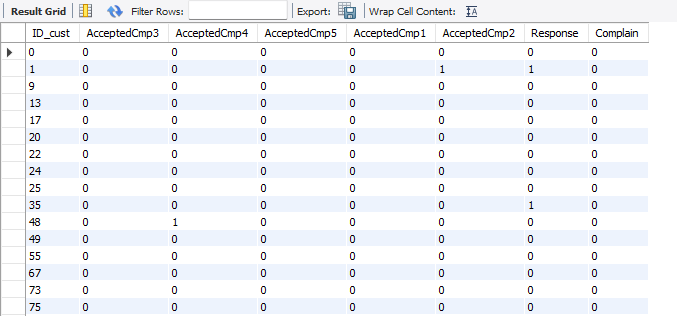 Result Grid Filter Rows: Export: Wrap Cell Content:
ID_cust AcceptedCmp3 AcceptedCmp4 AcceptedCmp5 AcceptedCmp1 AcceptedCmp2 Response Complain
0 0 0 0 0 0 0 0
1 0 0 0 0 1 1 0
9 0 0 0 0 0 0 0
13 0 0 0 0 0 0 0
17 0 0 0 0 0 0 0
20 0 0 0 0 0 0 0
22 0 0 0 0 0 0 0
24 0 0 0 0 0 0 0
25 0 0 0 0 0 0 0
35 0 0 0 0 0 1 0
48 0 1 0 0 0 0 0
49 0 0 0 0 0 0 0
55 0 0 0 0 0 0 0
67 0 0 0 0 0 0 0
73 0 0 0 0 0 0 0
75 0 0 0 0 0 0 0